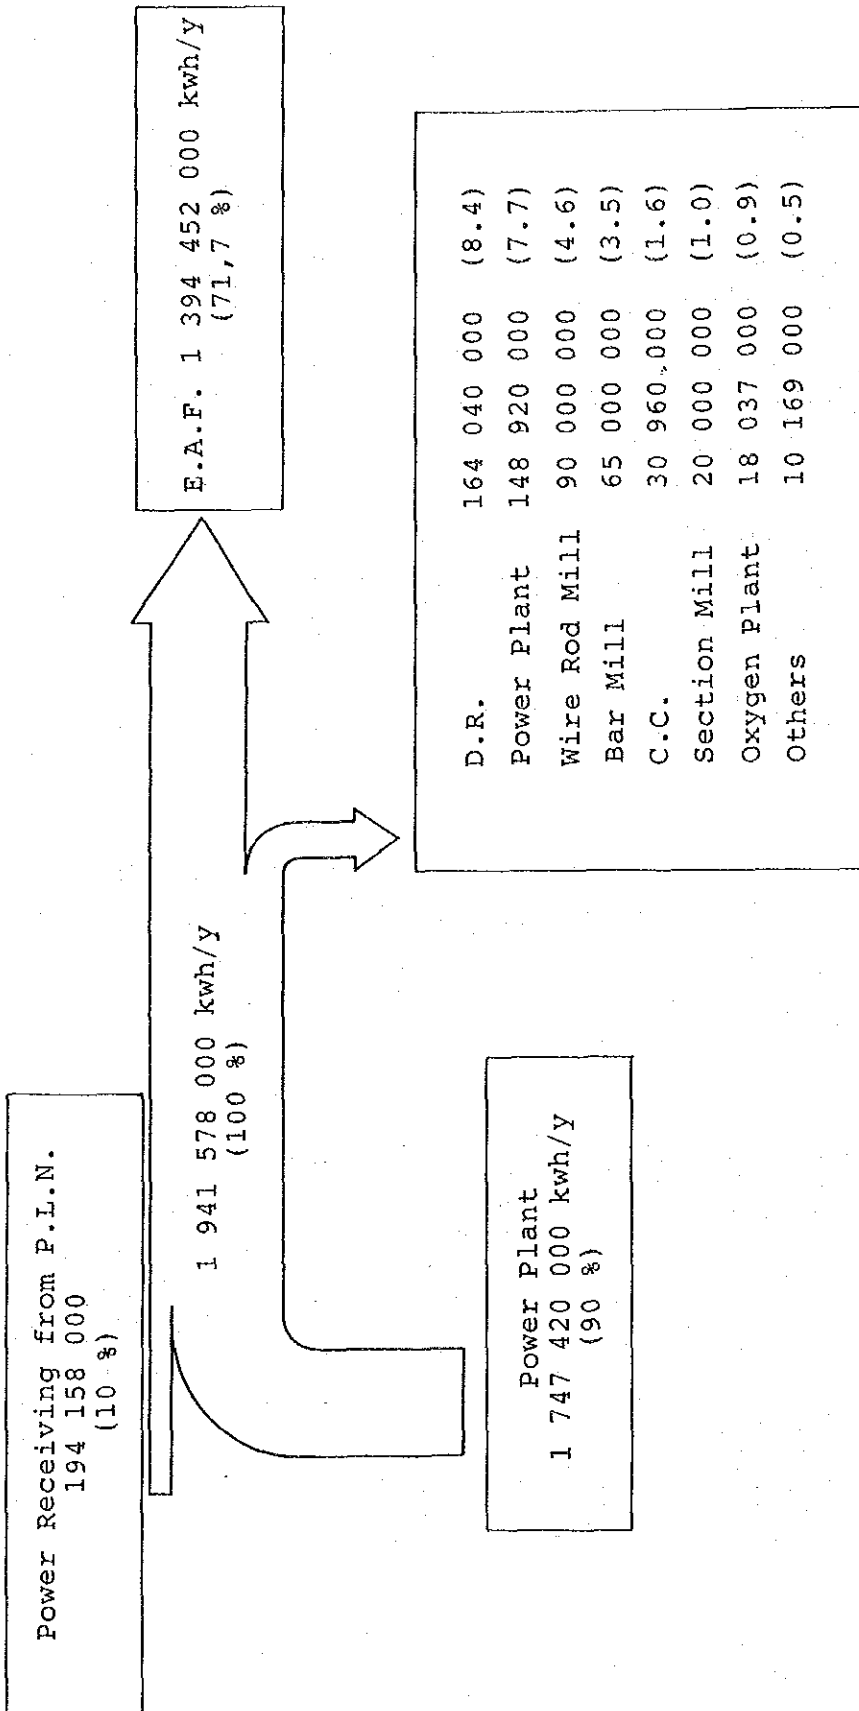 Power Receiving from P.L.N.
194 158 000
(10 %)
1 941 578 000 kwh/y
(100 %)
E.A.F. 1 394 452 000 kwh/y
(71,7 %)
Power Plant
1 747 420 000 kwh/y
(90 %)
D.R. 164 040 000 (8.4)
Power Plant 148 920 000 (7.7)
Wire Rod Mill 90 000 000 (4.6)
Bar Mill 65 000 000 (3.5)
C.C. 30 960 000 (1.6)
Section Mill 20 000 000 (1.0)
Oxygen Plant 18 037 000 (0.9)
Others 10 169 000 (0.5)